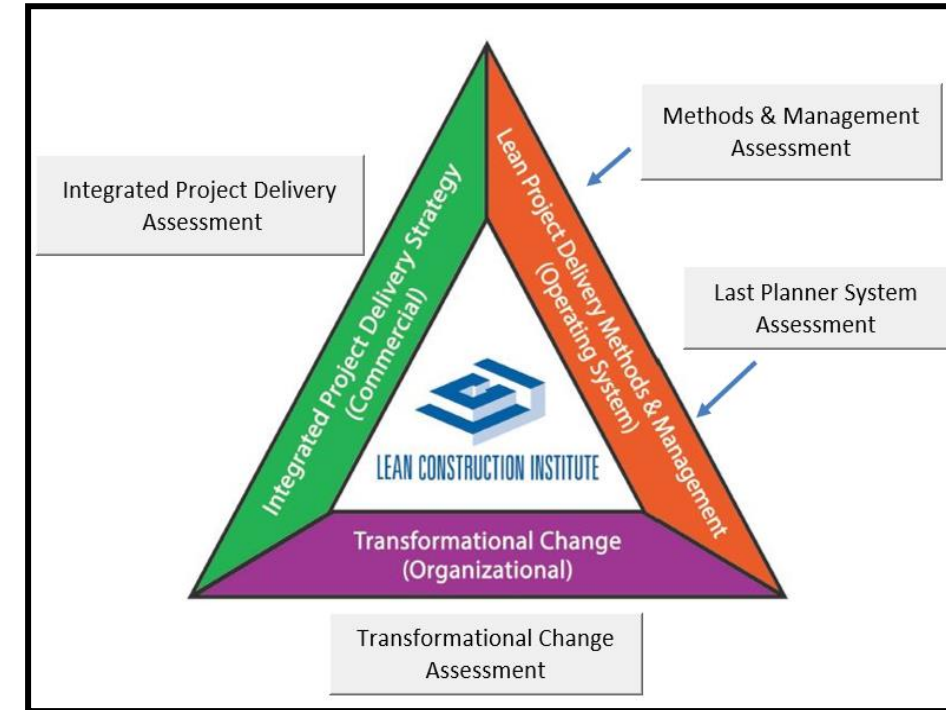 Methods & Management
Assessment
Integrated Project Delivery
Assessment
Integrated Project Delivery Strategy
(Commercial)
Lean Project Delivery Methods & Management
(Operating System)
Last Planner System
Assessment
LEAN CONSTRUCTION INSTITUTE
Transformational Change
(Organizational)
Transformational Change
Assessment